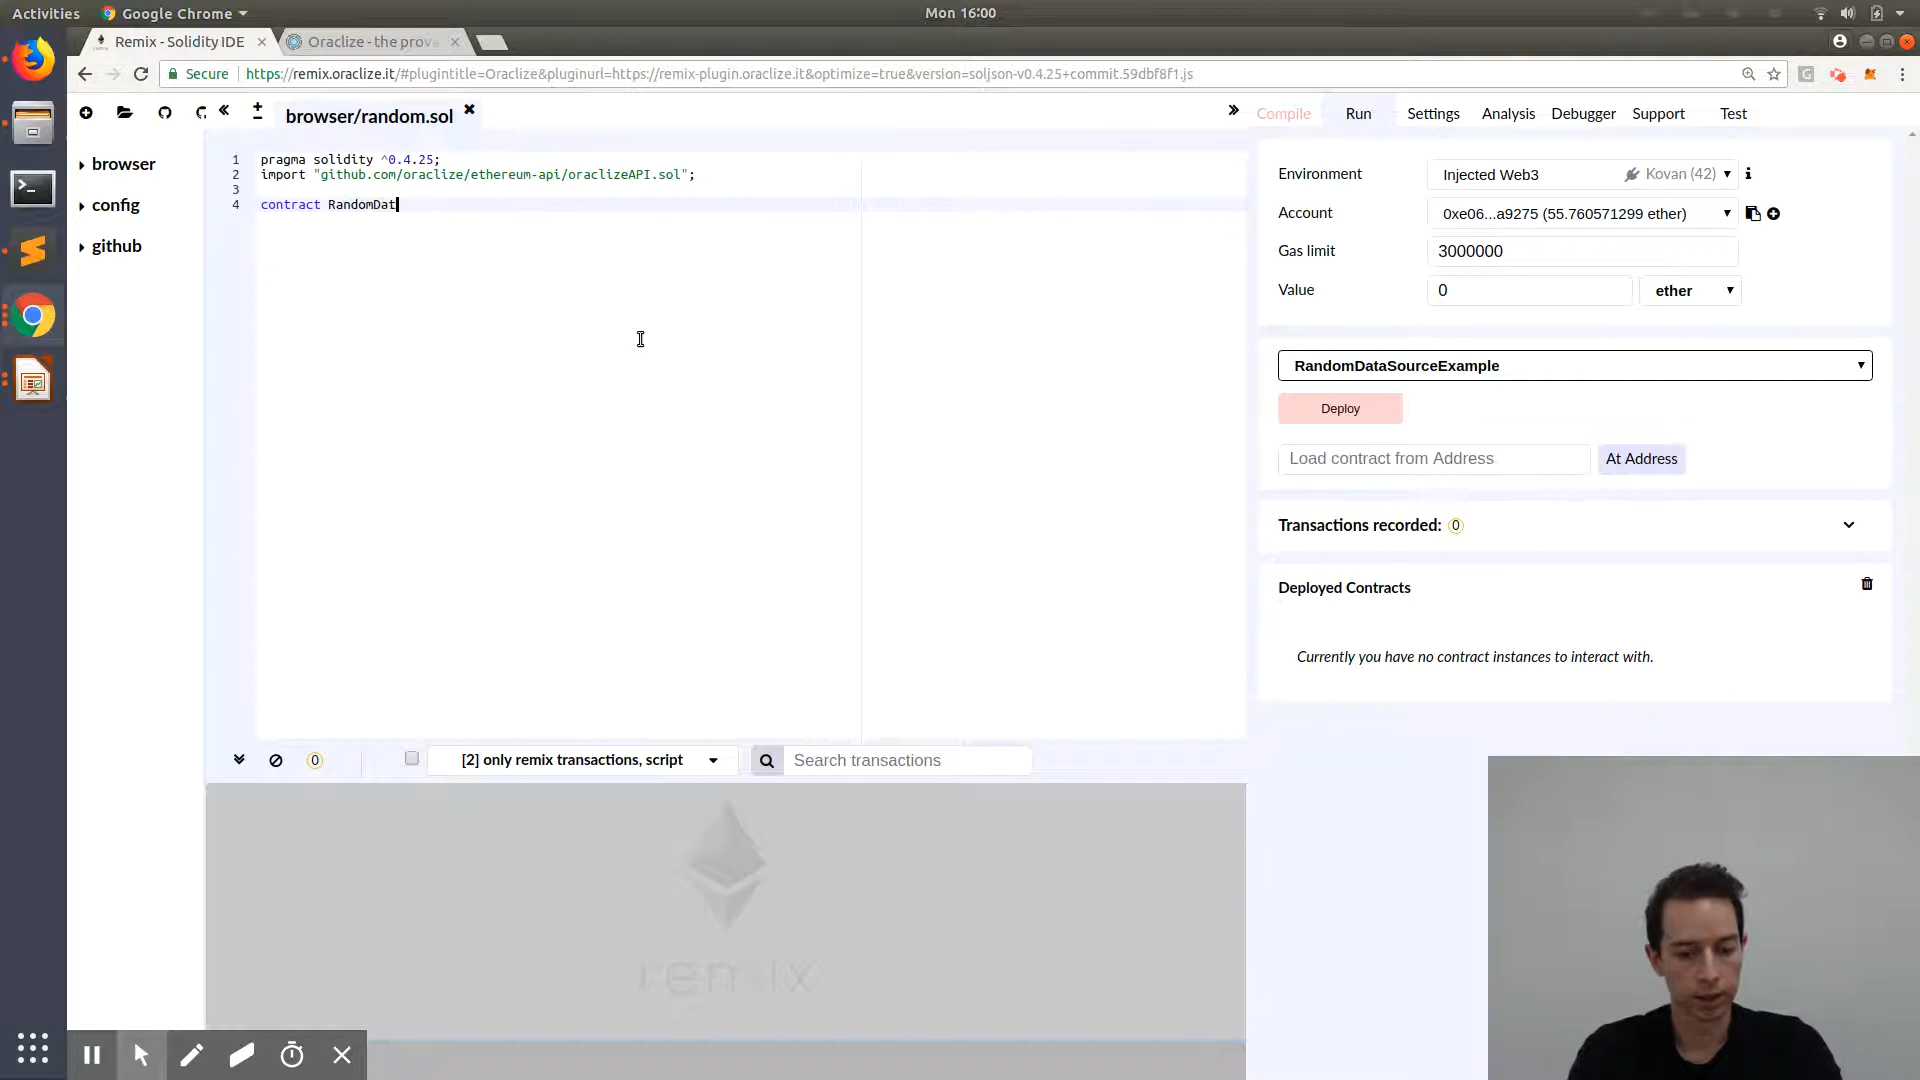 Activities
Google Chrome
Mon 16:00
Remix - Solidity IDE
Oraclize - the prova
Secure
https://remix.oraclize.it/#plugintitle=Oraclize&pluginurl=https://remix-plugin.oraclize.it&optimize=true&version=soljson-v0.4.25+commit.59dbf8f1.js
browser/random.sol
Compile
Run
Settings
Analysis
Debugger
Support
Test
browser
config
github
1 pragma solidity ^0.4.25;
2 import "github.com/oraclize/ethereum-api/oraclizeAPI.sol";
3
4 contract RandomDat
Environment
Injected Web3
Kovan (42)
Account
0xe06...a9275 (55.760571299 ether)
Gas limit
3000000
Value
0
ether
RandomDataSourceExample
Deploy
Load contract from Address
At Address
Transactions recorded: 0
Deployed Contracts
Currently you have no contract instances to interact with.
0
[2] only remix transactions, script
Search transactions
remix